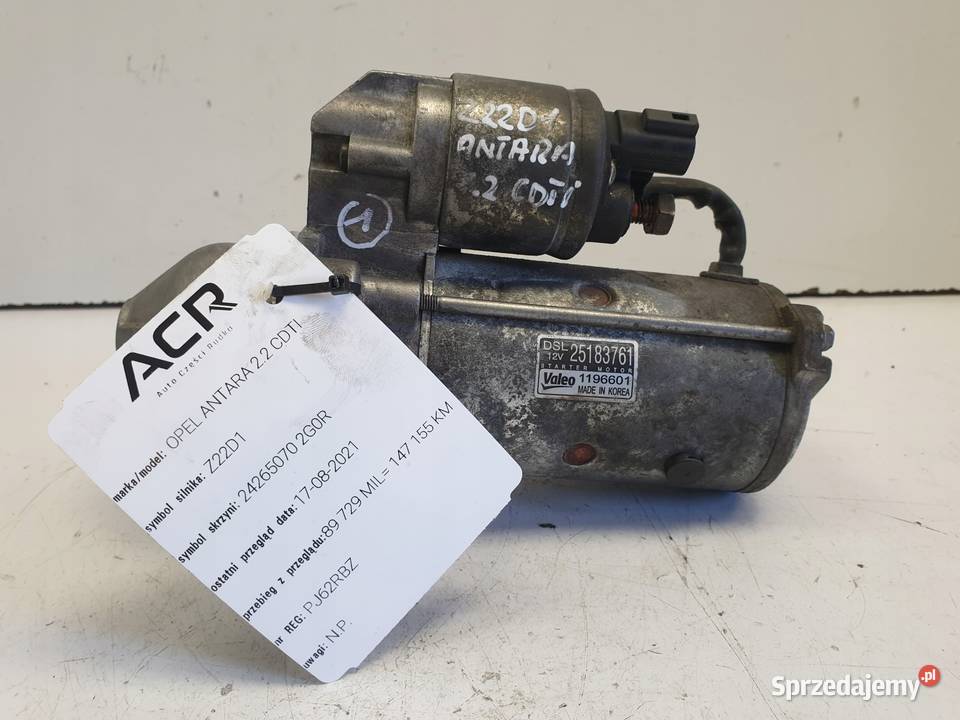 Z22D1
ANTARA
.2 CDTI
1
DSL 12V 25183761
STARTER MOTOR
Valeo 1196601
MADE IN KOREA
ACR
Auto Części Rudko
marka/model: OPEL ANTARA 2.2 CDTI
symbol silnika: Z22D1
symbol skrzyni: 24265070 2G0R
ostatni przegląd data: 17-08-2021
przebieg z przeglądu: 89 729 MIL= 147 155 KM
nr REG: PJ62RBZ
uwagi: N.P.
Sprzedajemy.pl